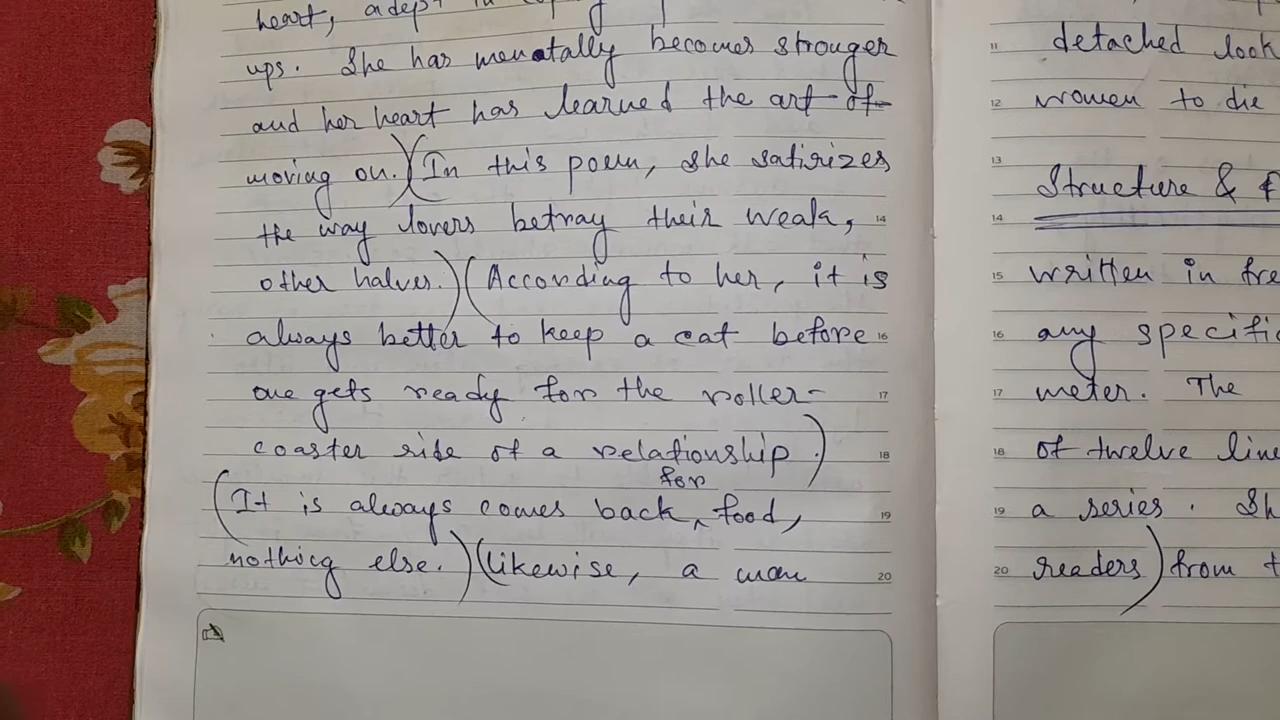 heart, adept in
ups. She has menatally becomes stronger
and her heart has learned the art of
moving on.)(In this poem, she satirizes
the way lovers betray their weak,
other halves.)(According to her, it is
always better to keep a cat before
one gets ready for the roller-
coaster ride of a relationship.)
(It is always comes back for food,
nothing else.)(likewise, a man
detached look
women to die
Structure &
written in fre
any specific
meter. The
of twelve line
a series. Sh
readers) from t